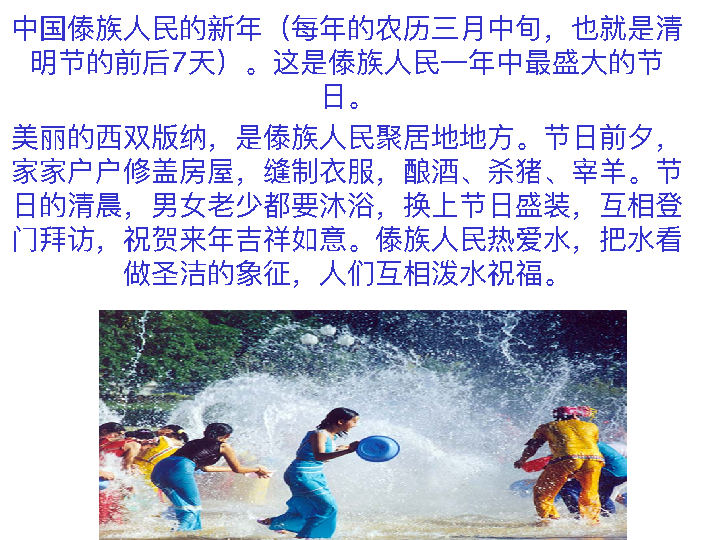 中国傣族人民的新年（每年的农历三月中旬，也就是清
明节的前后7天）。这是傣族人民一年中最盛大的节
日。
美丽的西双版纳，是傣族人民聚居地地方。节日前夕，
家家户户修盖房屋，缝制衣服，酿酒、杀猪、宰羊。节
日的清晨，男女老少都要沐浴，换上节日盛装，互相登
门拜访，祝贺来年吉祥如意。傣族人民热爱水，把水看
做圣洁的象征，人们互相泼水祝福。